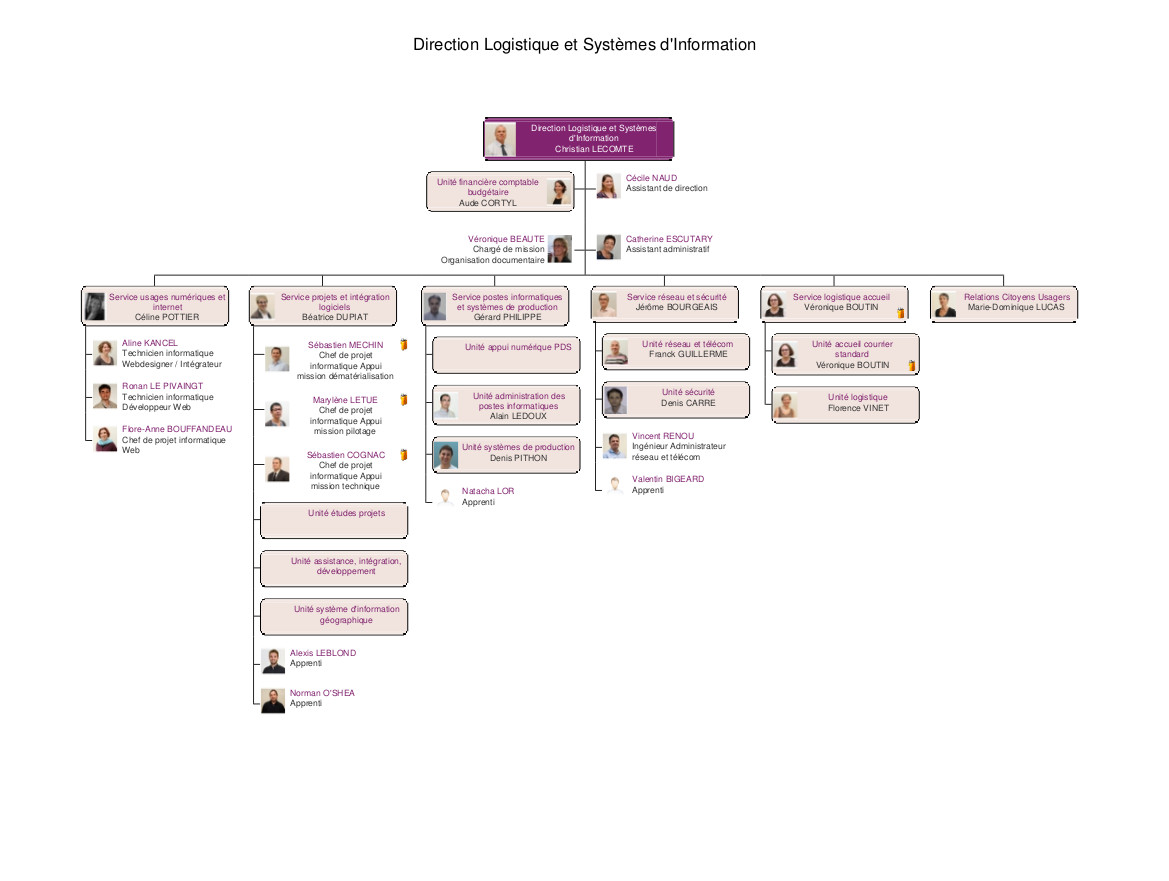 Direction Logistique et Systèmes d'Information
Direction Logistique et Systèmes
d'Information
Christian LECOMTE
Unité financière comptable
budgétaire
Aude CORTYL
Cécile NAUD
Assistant de direction
Véronique BEAUTE
Chargé de mission
Organisation documentaire
Catherine ESCUTARY
Assistant administratif
Service usages numériques et
internet
Céline POTTIER
Aline KANCEL
Technicien informatique
Webdesigner / Intégrateur
Ronan LE PIVAINGT
Technicien informatique
Développeur Web
Flore-Anne BOUFFANDEAU
Chef de projet informatique
Web
Service projets et intégration
logiciels
Béatrice DUPIAT
Sébastien MECHIN
Chef de projet
informatique Appui
mission dématérialisation
Marylène LETUE
Chef de projet
informatique Appui
mission pilotage
Sébastien COGNAC
Chef de projet
informatique Appui
mission technique
Unité études projets
Unité assistance, intégration,
développement
Unité système d'information
géographique
Alexis LEBLOND
Apprenti
Norman O'SHEA
Apprenti
Service postes informatiques
et systèmes de production
Gérard PHILIPPE
Unité appui numérique PDS
Unité administration des
postes informatiques
Alain LEDOUX
Unité systèmes de production
Denis PITHON
Natacha LOR
Apprenti
Service réseau et sécurité
Jérôme BOURGEAIS
Unité réseau et télécom
Franck GUILLERME
Unité sécurité
Denis CARRE
Vincent RENOU
Ingénieur Administrateur
réseau et télécom
Valentin BIGEARD
Apprenti
Service logistique accueil
Véronique BOUTIN
Unité accueil courrier
standard
Véronique BOUTIN
Unité logistique
Florence VINET
Relations Citoyens Usagers
Marie-Dominique LUCAS